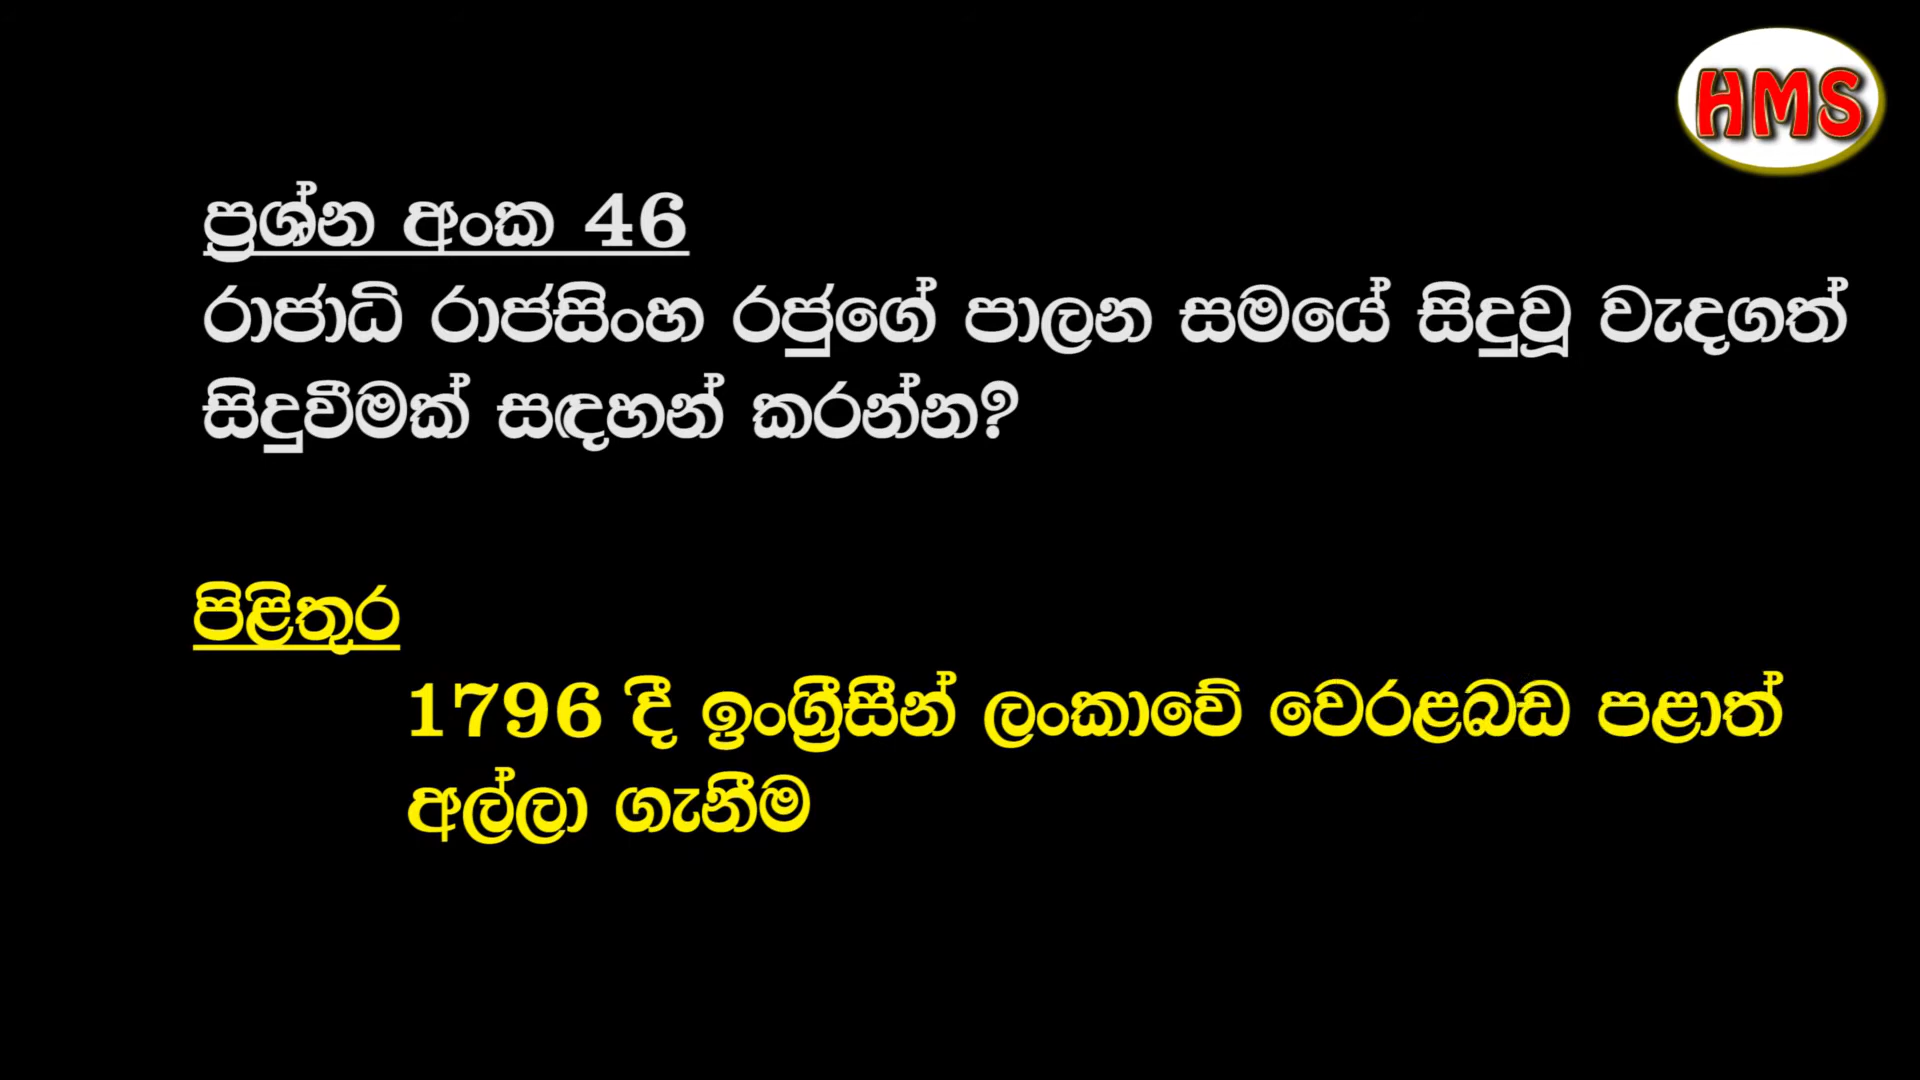 HMS
ප්‍රශ්න අංක 46
රාජාධි රාජසිංහ රජුගේ පාලන සමයේ සිදුවූ වැදගත්
සිදුවීමක් සඳහන් කරන්න?
පිළිතුර
1796 දී ඉංග්‍රීසීන් ලංකාවේ වෙරළබඩ පළාත්
අල්ලා ගැනීම